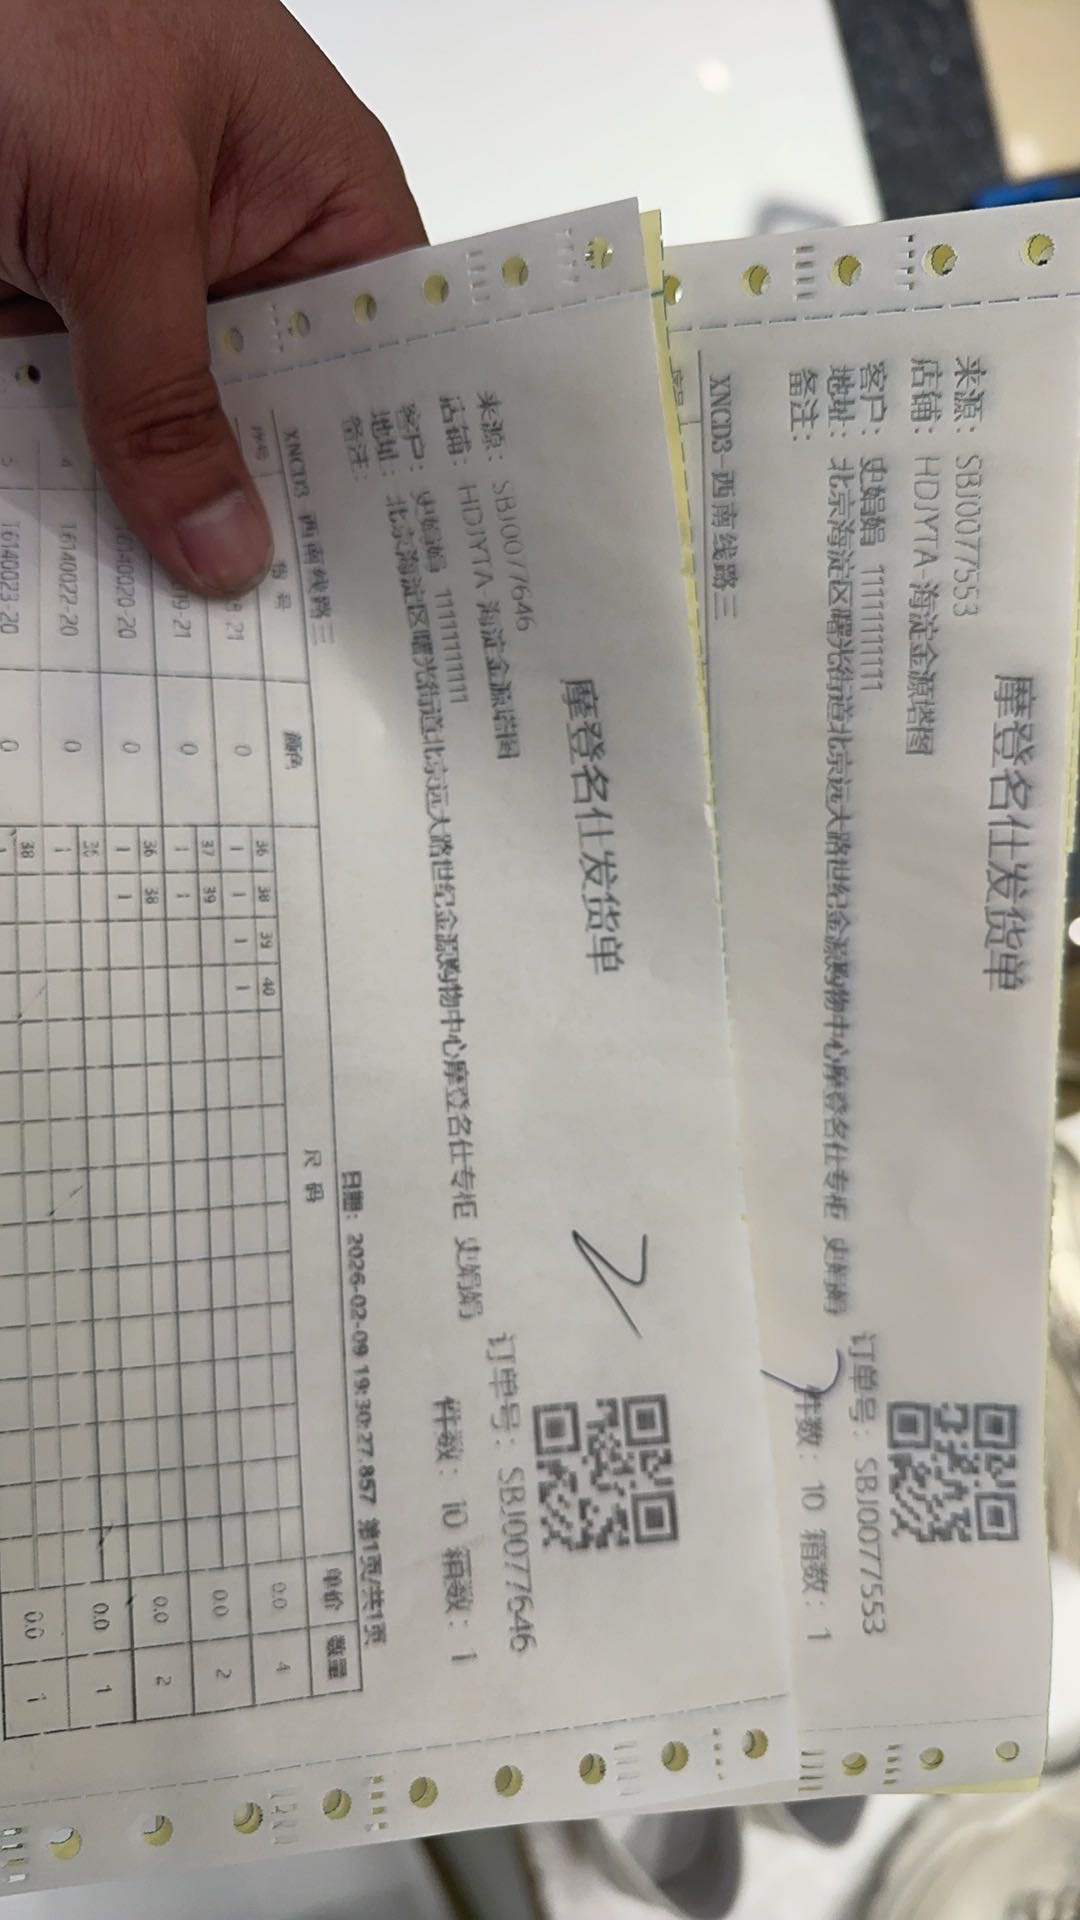 摩登名仕发货单
来源：SBJ0077553
店铺：HDJYTA-海淀金源塔图
客户：史娟娟 11111111111
地址：北京海淀区曙光街道北京远大路世纪金源购物中心摩登名仕专柜 史娟娟
备注：
订单号：SBJ0077553
件数：10 箱数：1
XNCD3-西南线路三
摩登名仕发货单
来源：SBJ0077646
店铺：HDJYTA-海淀金源塔图
客户：史娟娟 11111111111
地址：北京海淀区曙光街道北京远大路世纪金源购物中心摩登名仕专柜 史娟娟
备注：
订单号：SBJ0077646
件数：10 箱数：1
XNCD3 西南线路三
日期：2026-02-09 19:30:27.857 第1页/共1页
序号 号 颜色 尺码 单价 数量
36 38 39 40
21 0 1 1 1 1 0.0 4
37 39
19-21 0 1 1 0.0 2
36 38
16140020-20 0 1 1 0.0 2
36
4 16140022-20 0 1 0.0 1
38
5 16140023-20 0 1 0.0 1